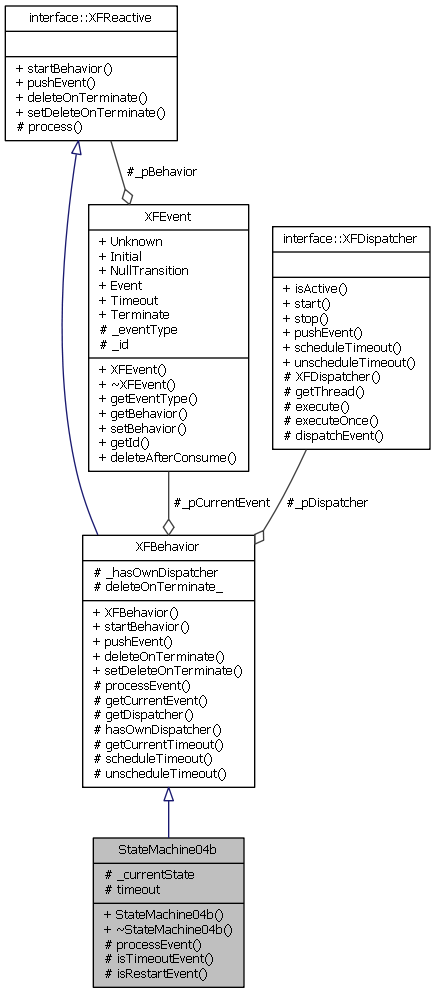 interface::XFReactive
+ startBehavior()
+ pushEvent()
+ deleteOnTerminate()
+ setDeleteOnTerminate()
# process()
#_pBehavior
XFEvent
+ Unknown
+ Initial
+ NullTransition
+ Event
+ Timeout
+ Terminate
# _eventType
# _id
+ XFEvent()
+ ~XFEvent()
+ getEventType()
+ getBehavior()
+ setBehavior()
+ getId()
+ deleteAfterConsume()
interface::XFDispatcher
+ isActive()
+ start()
+ stop()
+ pushEvent()
+ scheduleTimeout()
+ unscheduleTimeout()
# XFDispatcher()
# getThread()
# execute()
# executeOnce()
# dispatchEvent()
#_pCurrentEvent
#_pDispatcher
XFBehavior
# _hasOwnDispatcher
# deleteOnTerminate_
+ XFBehavior()
+ startBehavior()
+ pushEvent()
+ deleteOnTerminate()
+ setDeleteOnTerminate()
# processEvent()
# getCurrentEvent()
# getDispatcher()
# hasOwnDispatcher()
# getCurrentTimeout()
# scheduleTimeout()
# unscheduleTimeout()
StateMachine04b
# _currentState
# timeout
+ StateMachine04b()
+ ~StateMachine04b()
# processEvent()
# isTimeoutEvent()
# isRestartEvent()